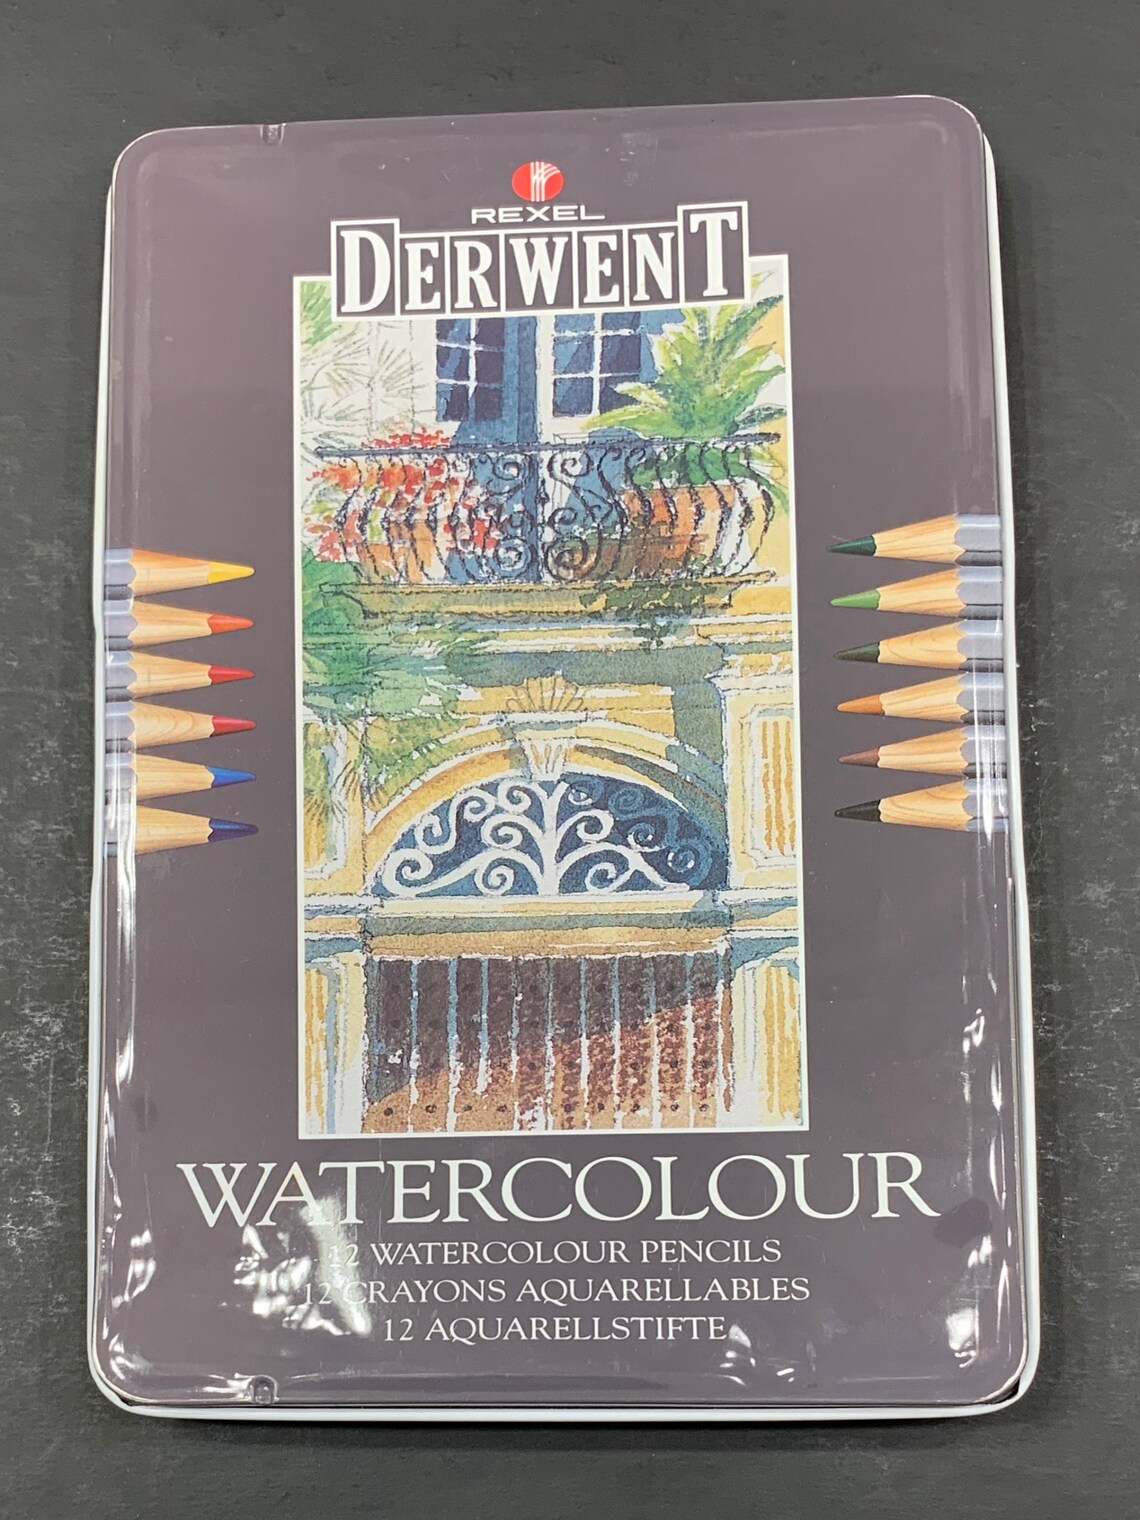 REXEL
DERWENT
WATERCOLOUR
12 WATERCOLOUR PENCILS
12 CRAYONS AQUARELLABLES
12 AQUARELLSTIFTE